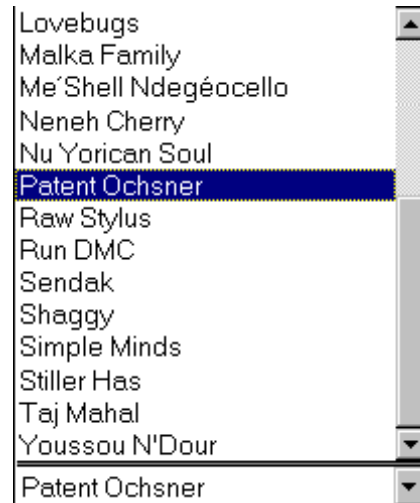 Lovebugs
Malka Family
Me´Shell Ndegéocello
Neneh Cherry
Nu Yorican Soul
Patent Ochsner
Raw Stylus
Run DMC
Sendak
Shaggy
Simple Minds
Stiller Has
Taj Mahal
Youssou N'Dour
Patent Ochsner